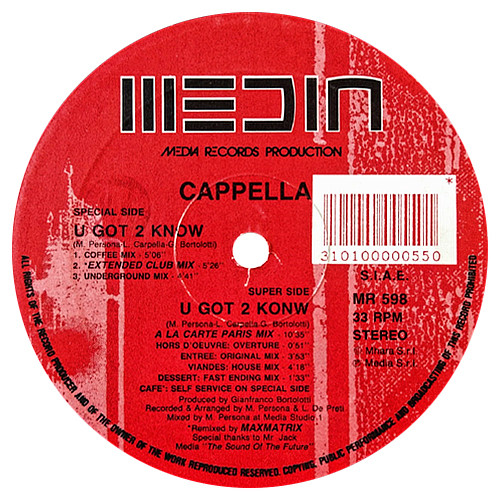 MEDIA
MEDIA RECORDS PRODUCTION
CAPPELLA
SPECIAL SIDE
U GOT 2 KNOW
(M. Persona-L. Carpella-G. Bortolotti)
1. COFFEE MIX - 5'06"
2. *EXTENDED CLUB MIX - 5'26"
3. UNDERGROUND MIX - 4'41"
*
310100000550
S.I.A.E.
MR 598
33 RPM
STEREO
Ⓒ Mhara S.r.l.
Ⓟ Media S.r.l.
SUPER SIDE
U GOT 2 KONW
(M. Persona-L. Carpella-G. Bortolotti)
A LA CARTE PARIS MIX - 10'55"
HORS D'OEUVRE: OVERTURE - 0'51"
ENTREE: ORIGINAL MIX - 3'53"
VIANDES: HOUSE MIX - 4'18"
DESSERT: FAST ENDING MIX - 1'33"
CAFE': SELF SERVICE ON SPECIAL SIDE
Produced by Gianfranco Bortolotti
Recorded & Arranged by M. Persona & L. De Prati
Mixed by M. Persona at Media Studio
*Remixed by MAXMATRIX
Special thanks to Mr. Jack
Media "The Sound Of The Future"
ALL RIGHTS OF THE RECORD PRODUCER AND OF THE OWNER OF THE WORK REPRODUCED RESERVED. COPYING, PUBLIC PERFORMANCE AND BROADCASTING OF THIS RECORD PROHIBITED